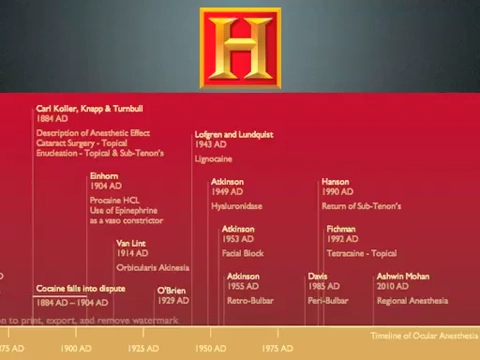 H
Carl Koller, Knapp & Turnbull
1884 AD
Description of Anesthetic Effect
Cataract Surgery - Topical
Enucleation - Topical & Sub-Tenon's
Lofgren and Lundquist
1943 AD
Lignocaine
Einhorn
1904 AD
Procaine HCL
Use of Epinephrine
as a vaso constrictor
Atkinson
1949 AD
Hyaluronidase
Hanson
1990 AD
Return of Sub-Tenon's
Van Lint
1914 AD
Orbicularis Akinesia
Atkinson
1953 AD
Facial Block
Fichman
1992 AD
Tetracaine - Topical
Cocaine falls into dispute
1884 AD – 1904 AD
O'Brien
1929 AD
Atkinson
1955 AD
Retro-Bulbar
Davis
1985 AD
Peri-Bulbar
Ashwin Mohan
2010 AD
Regional Anesthesia
to print, export, and remove watermark
Timeline of Ocular Anesthesia
875 AD
1900 AD
1925 AD
1950 AD
1975 AD